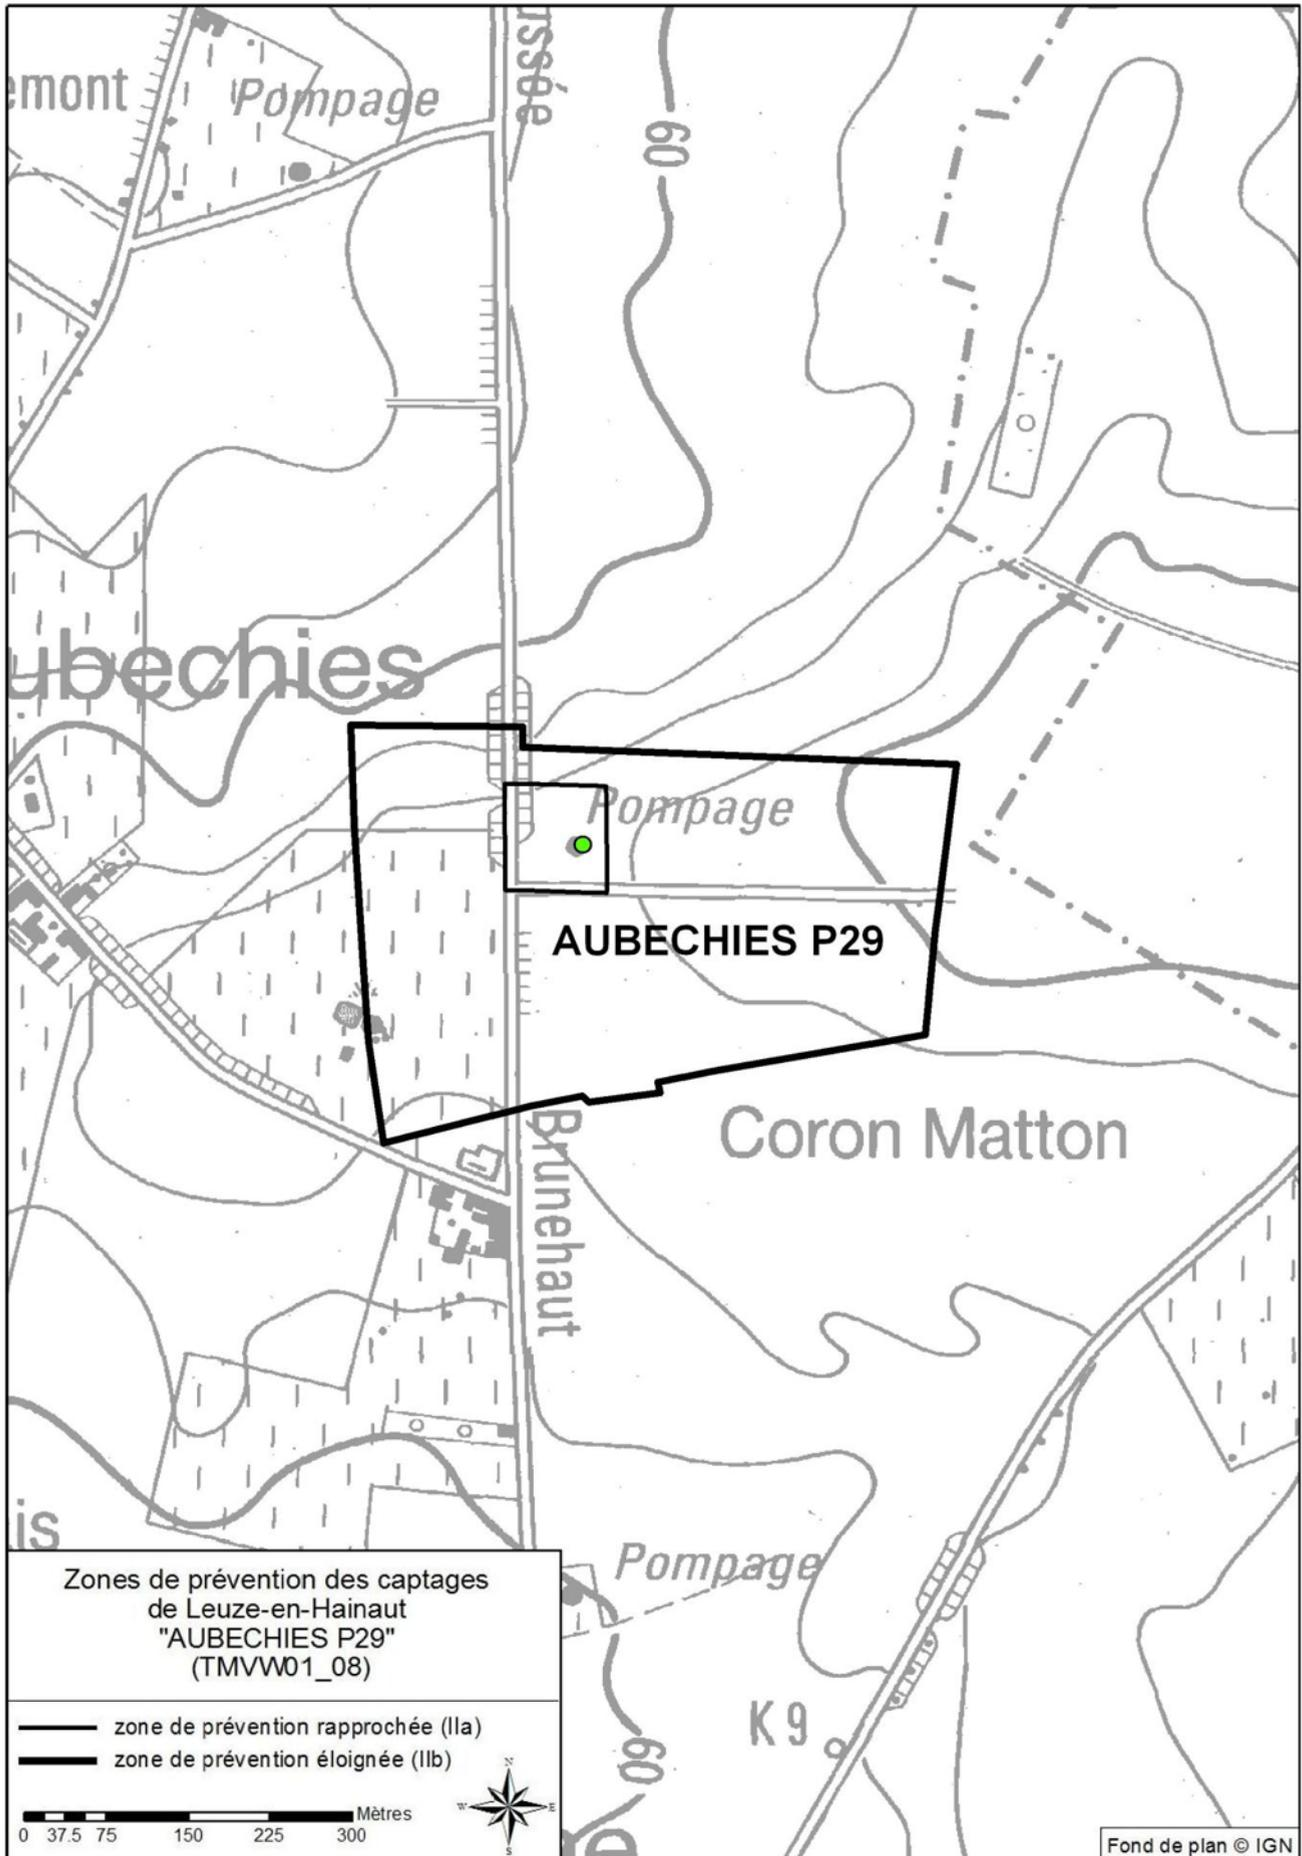 emont
Pompage
ussée
60
ubechies
Pompage
AUBECHIES P29
Coron Matton
Brunehaut
is
Pompage
Zones de prévention des captages
de Leuze-en-Hainaut
"AUBECHIES P29"
(TMVW01_08)
zone de prévention rapprochée (IIa)
zone de prévention éloignée (IIb)
N
W
E
S
Mètres
0 37.5 75 150 225 300
K 9
60
Fond de plan © IGN